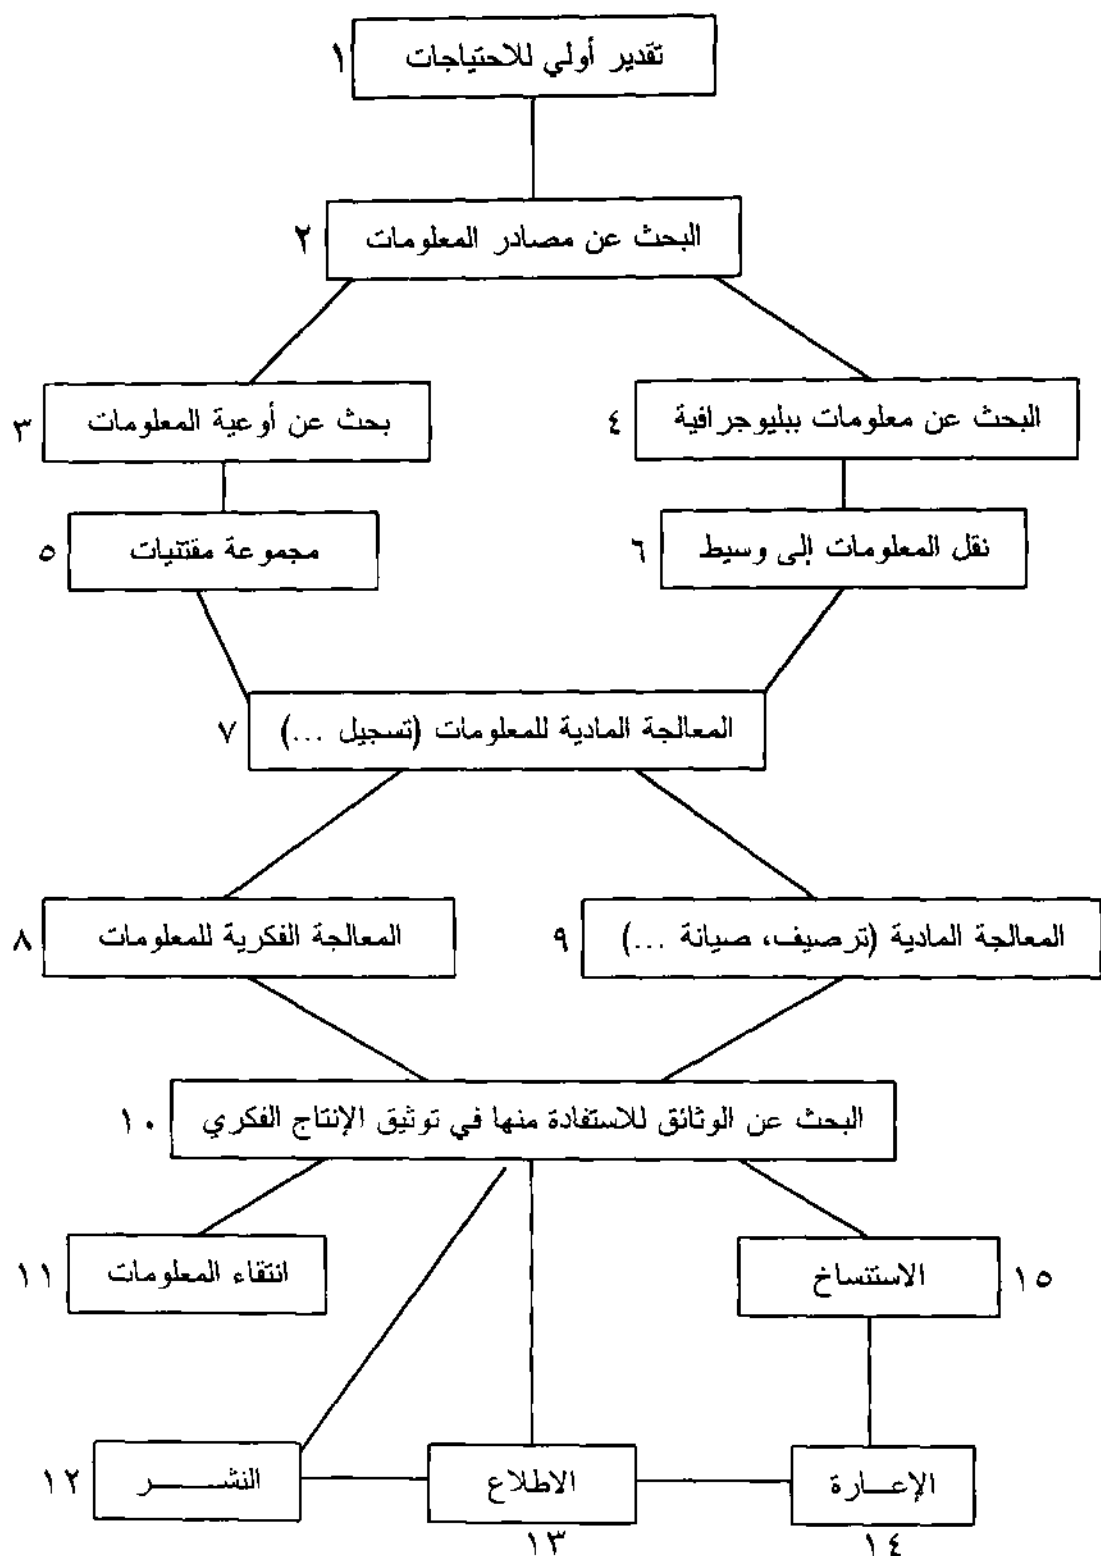 ١ تقدير أولي للاحتياجات
٢ البحث عن مصادر المعلومات
٤ البحث عن معلومات ببليوجرافية
٣ بحث عن أوعية المعلومات
٦ نقل المعلومات إلى وسيط
٥ مجموعة مقتنيات
٧ المعالجة المادية للمعلومات (تسجيل ...)
٩ المعالجة المادية (ترصيف، صيانة ...)
٨ المعالجة الفكرية للمعلومات
١٠ البحث عن الوثائق للاستفادة منها في توثيق الإنتاج الفكري
١٥ الاستنساخ
١١ انتقاء المعلومات
الإعـــارة
١٤
الاطلاع
١٣
١٢ النشـــــر